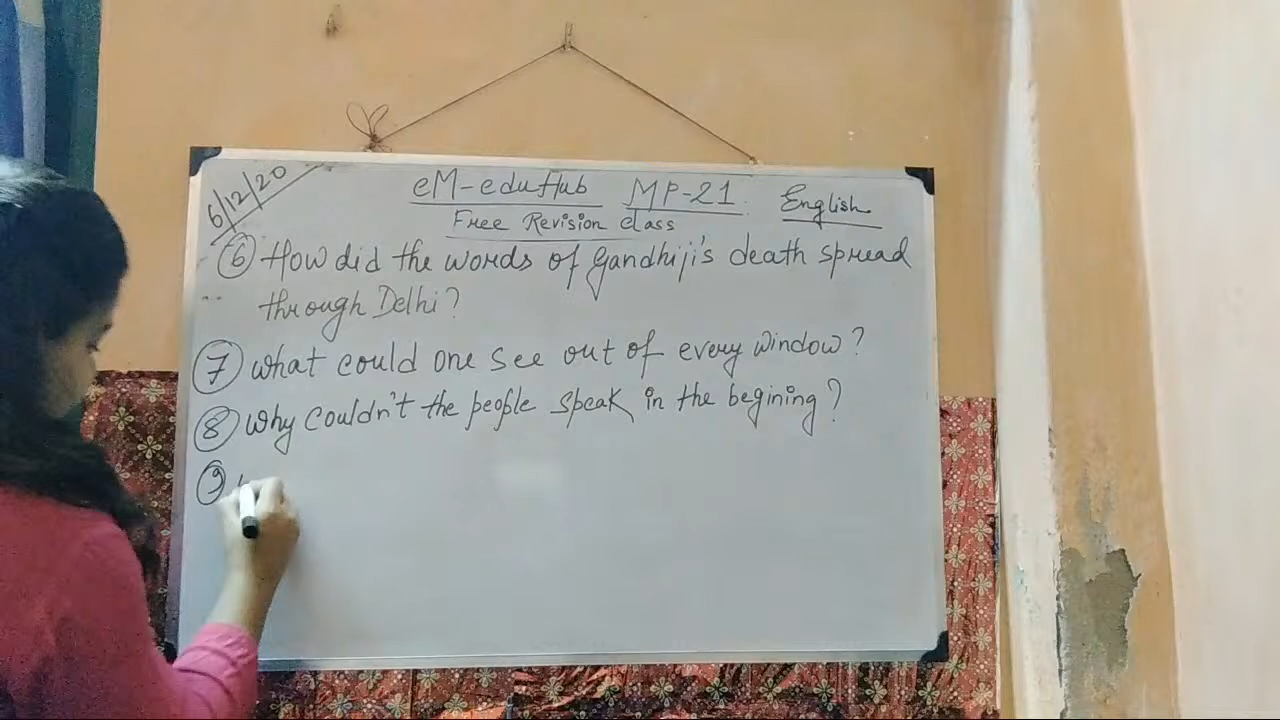 6/12/20
eM-eduHub MP-21 English
Free Revision class
6 How did the words of Gandhiji's death spread
through Delhi?
7 What could one see out of every window?
8 Why couldn't the people speak in the begining?
9